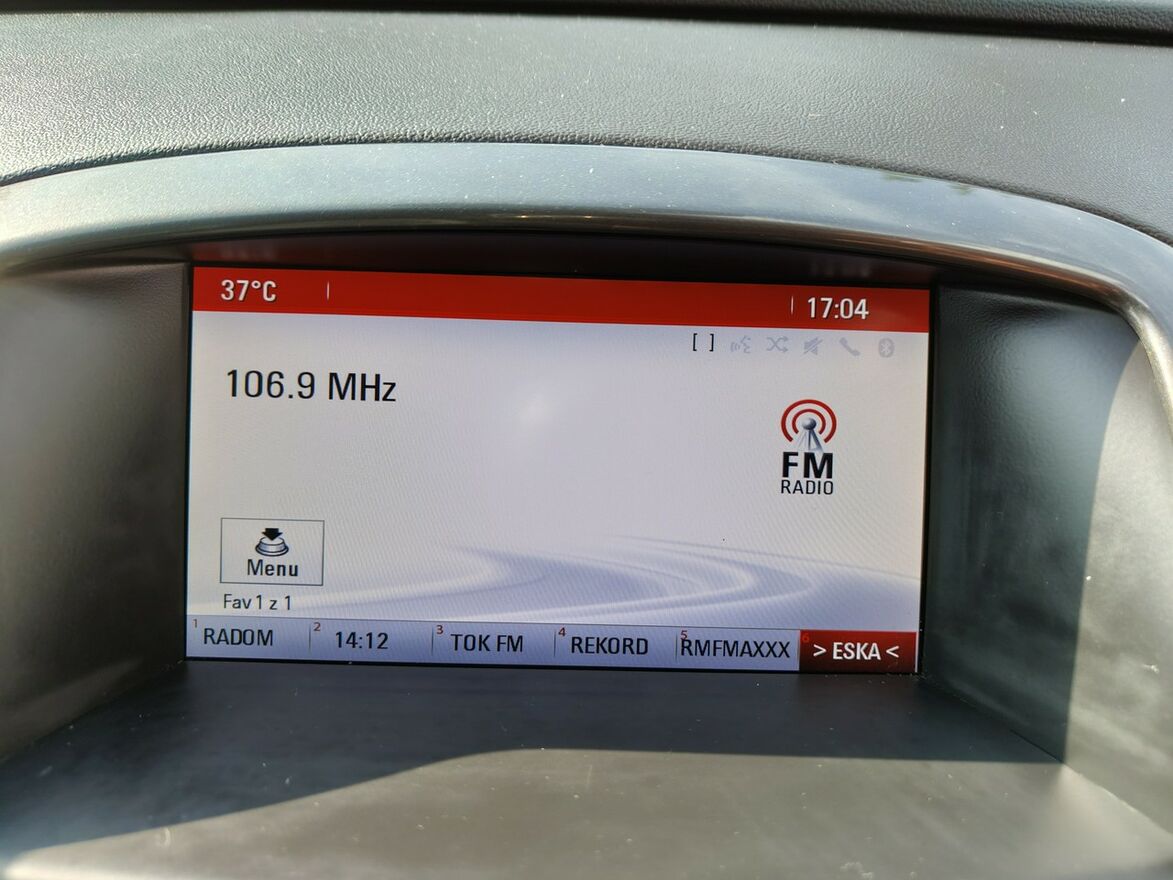 37°C
17:04
[ ]
106.9 MHz
FM
RADIO
Menu
Fav 1 z 1
1 RADOM 2 14:12 3 TOK FM 4 REKORD 5 RMFMAXXX 6 > ESKA <